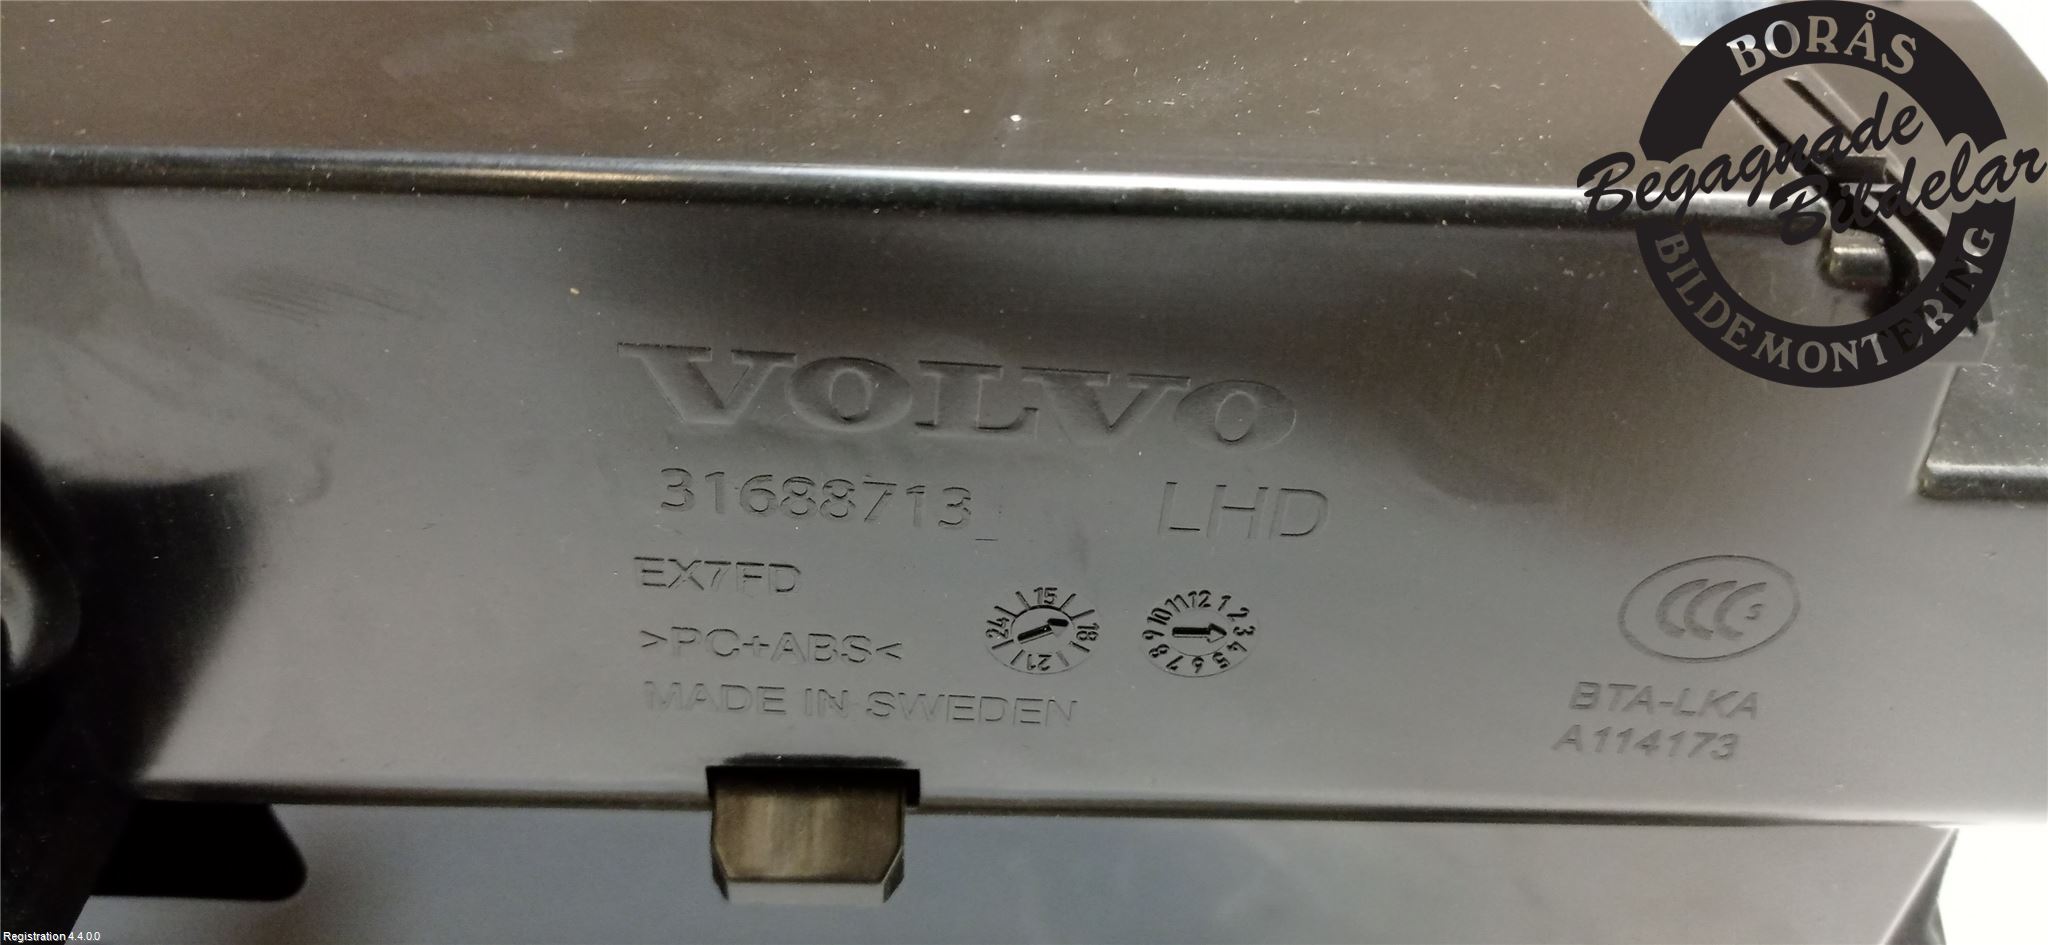 BORÅS
Begagnade
Bildelar
BILDEMONTERING
VOLVO
31688713_ LHD
EX7FD
>PC+ABS<
MADE IN SWEDEN
15
18
21
24
12 1 2 3 4 5 6 7 8 9 10 11
CCC S
BTA-LKA
A114173
Registration 4.4.0.0